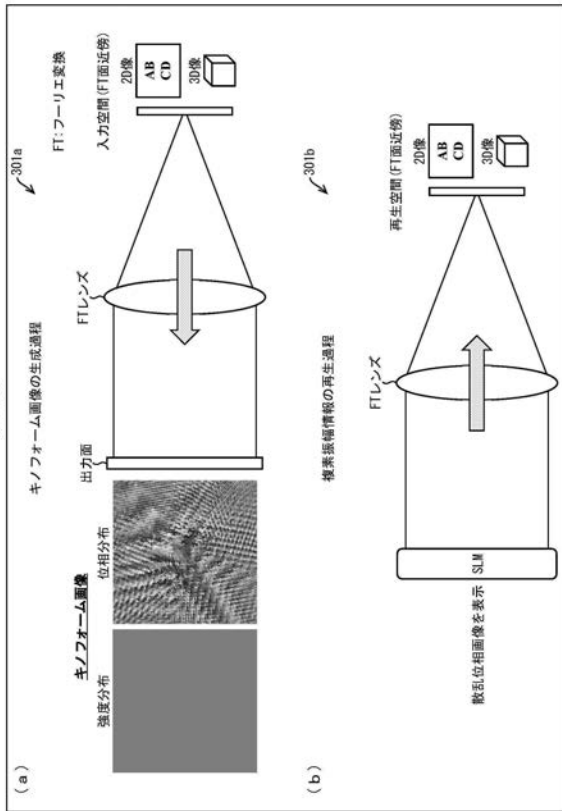 (a)
キノフォーム画像の生成過程
301a
FT:フーリエ変換
キノフォーム画像
強度分布
位相分布
出力面
FTレンズ
入力空間(FT面近傍)
2D像
AB
CD
3D像
(b)
複素振幅情報の再生過程
301b
散乱位相画像を表示
SLM
FTレンズ
再生空間(FT面近傍)
2D像
AB
CD
3D像